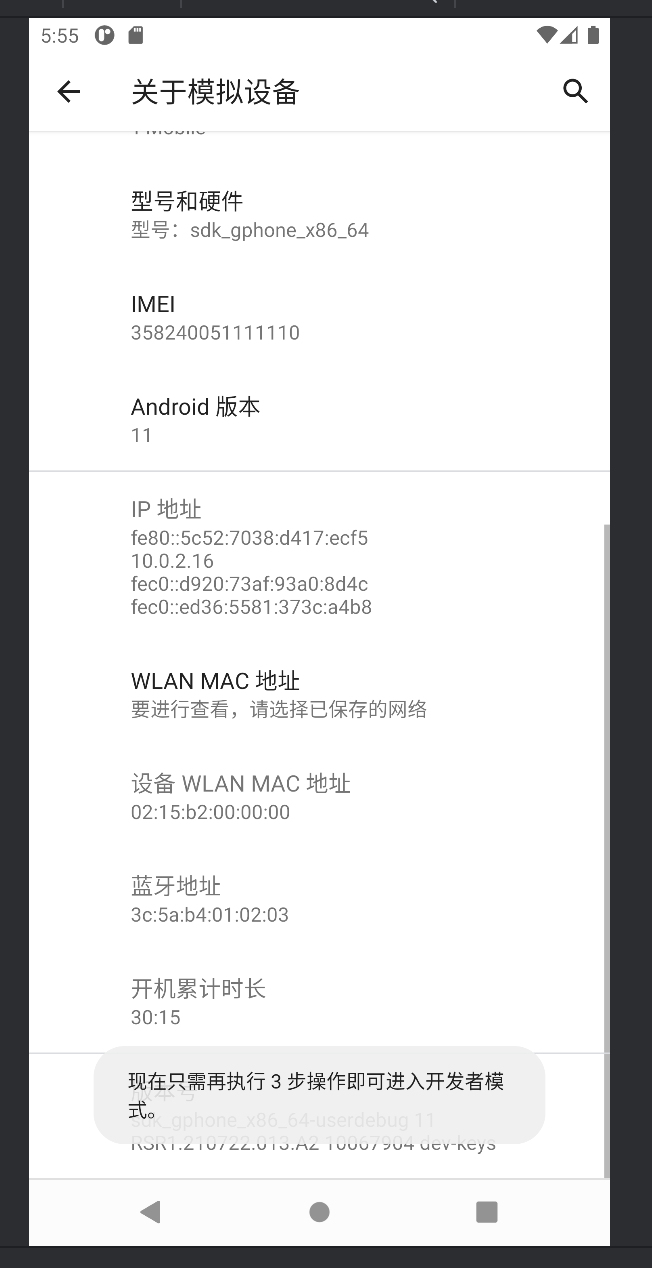 5:55
关于模拟设备
T-Mobile
型号和硬件
型号：sdk_gphone_x86_64
IMEI
358240051111110
Android 版本
11
IP 地址
fe80::5c52:7038:d417:ecf5
10.0.2.16
fec0::d920:73af:93a0:8d4c
fec0::ed36:5581:373c:a4b8
WLAN MAC 地址
要进行查看，请选择已保存的网络
设备 WLAN MAC 地址
02:15:b2:00:00:00
蓝牙地址
3c:5a:b4:01:02:03
开机累计时长
30:15
现在只需再执行 3 步操作即可进入开发者模
式。
版本号
sdk_gphone_x86_64-userdebug 11
RSR1.210722.013.A2 10067904 dev-keys